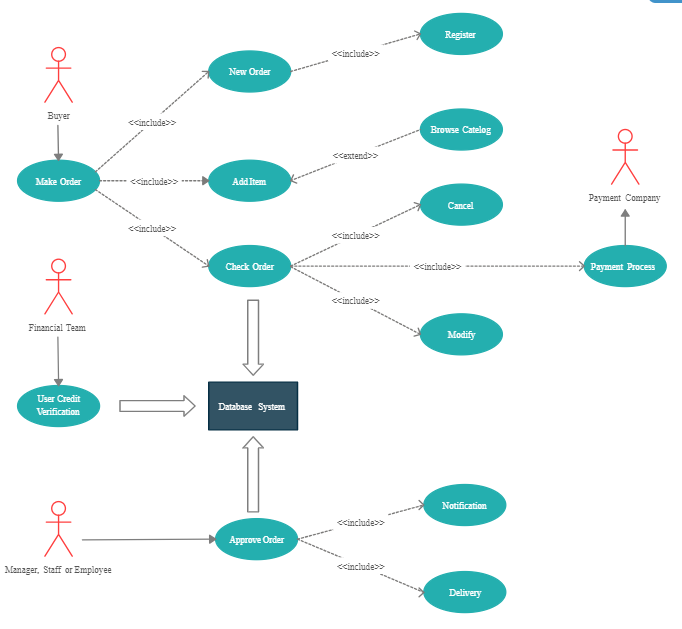 Register
<<include>>
New Order
Buyer
<<include>>
Browse Catelog
<<extend>>
Make Order
<<include>>
Add Item
Payment Company
Cancel
<<include>>
<<include>>
Check Order
<<include>>
Payment Process
<<include>>
Financial Team
Modify
User Credit
Verification
Database System
Notification
<<include>>
Manager, Staff or Employee
Approve Order
<<include>>
Delivery